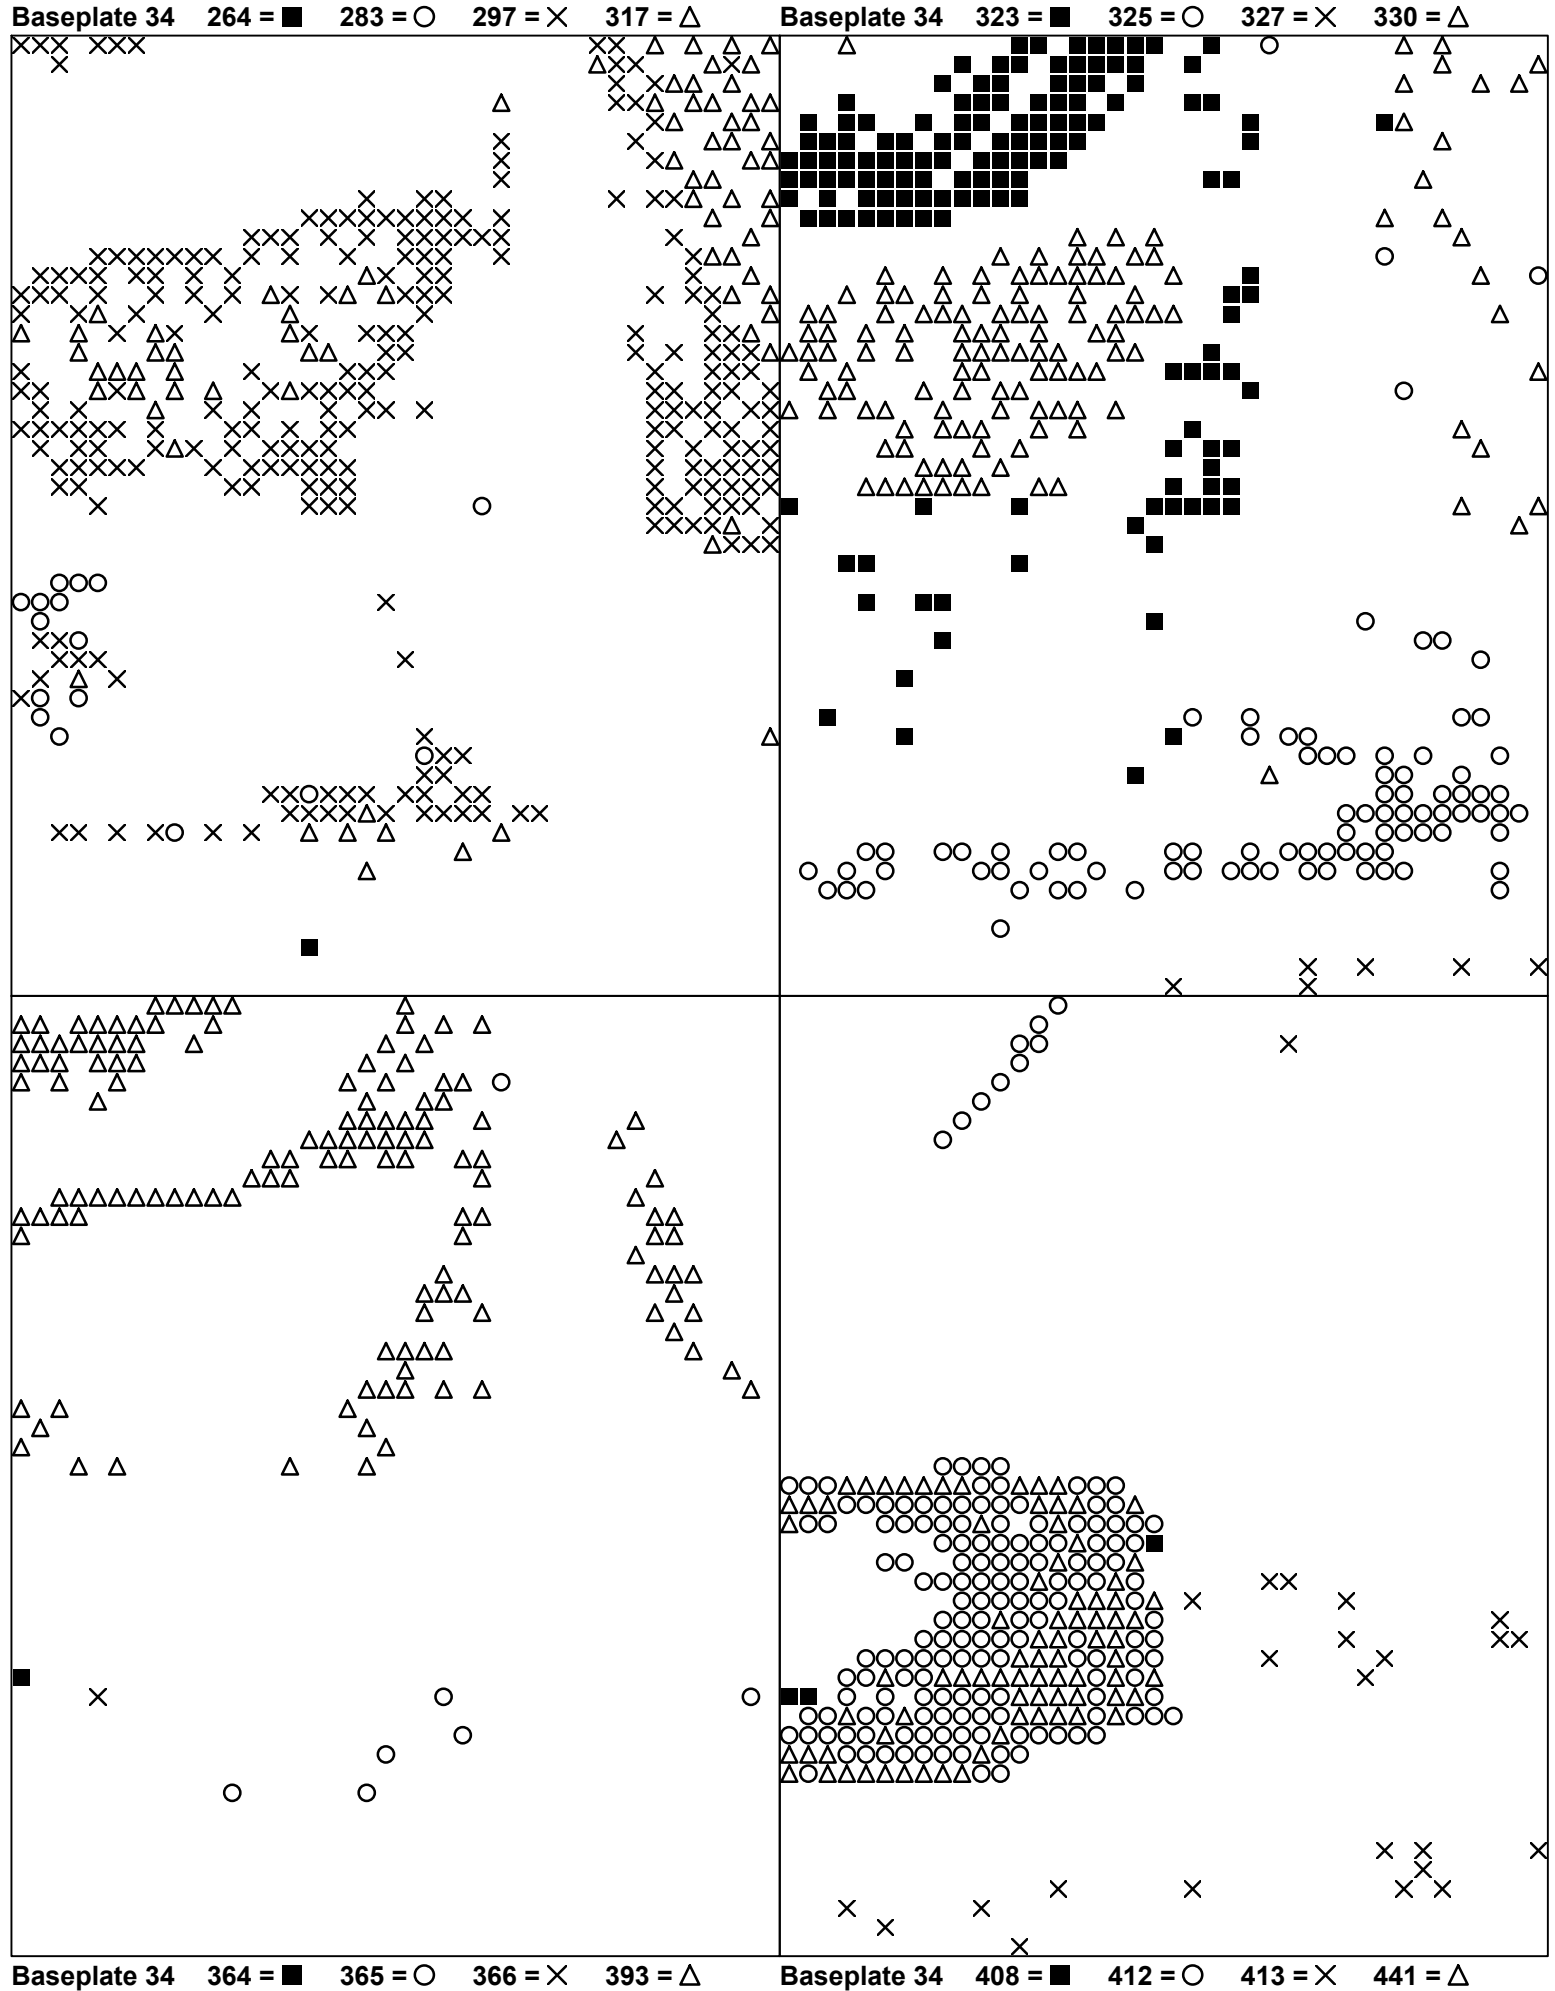 Baseplate 34 264 = ■ 283 = ○ 297 = × 317 = △
Baseplate 34 323 = ■ 325 = ○ 327 = × 330 = △
Baseplate 34 364 = ■ 365 = ○ 366 = × 393 = △
Baseplate 34 408 = ■ 412 = ○ 413 = × 441 = △